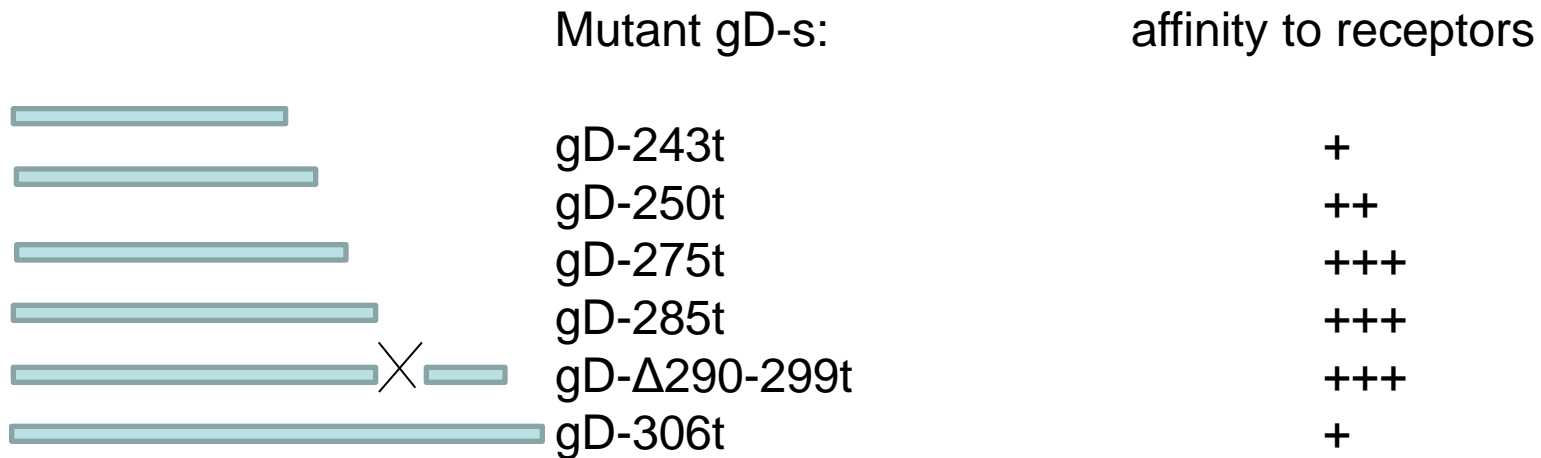 Mutant gD-s: affinity to receptors
gD-243t +
gD-250t ++
gD-275t +++
gD-285t +++
gD-Δ290-299t +++
gD-306t +